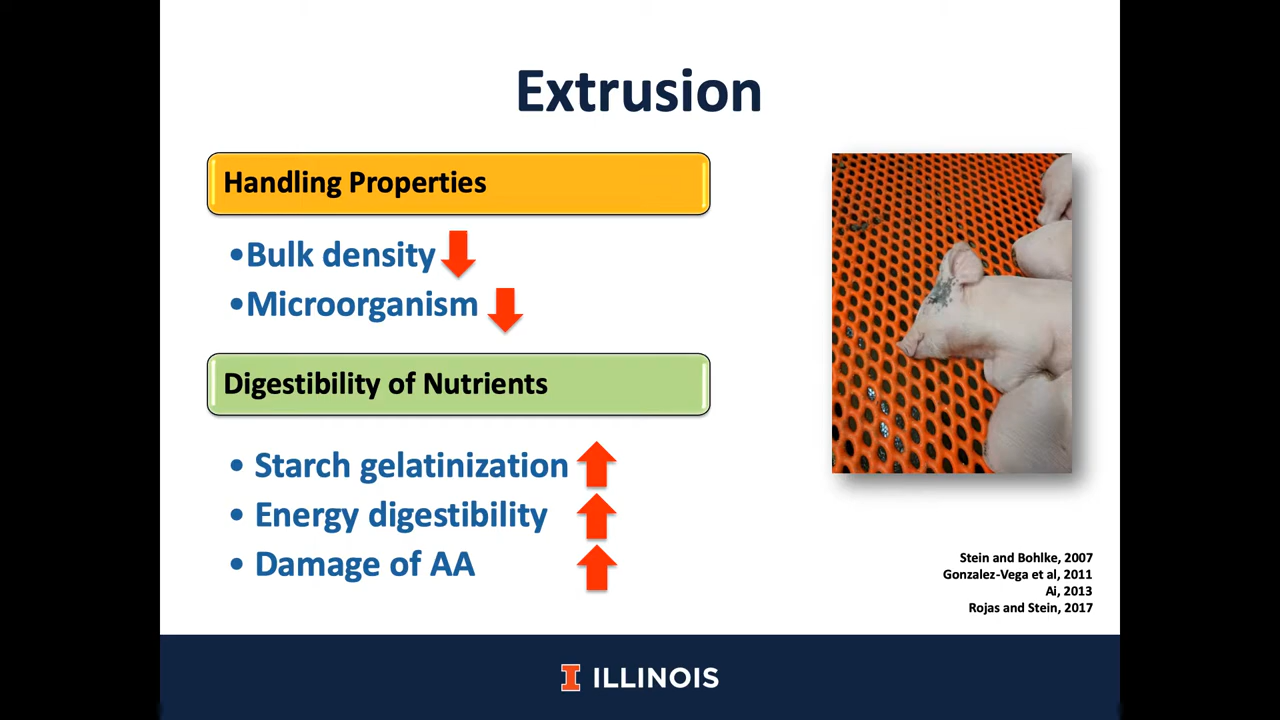 Extrusion
Handling Properties
•Bulk density
•Microorganism
Digestibility of Nutrients
• Starch gelatinization
• Energy digestibility
• Damage of AA
Stein and Bohlke, 2007
Gonzalez-Vega et al, 2011
Ai, 2013
Rojas and Stein, 2017
I ILLINOIS